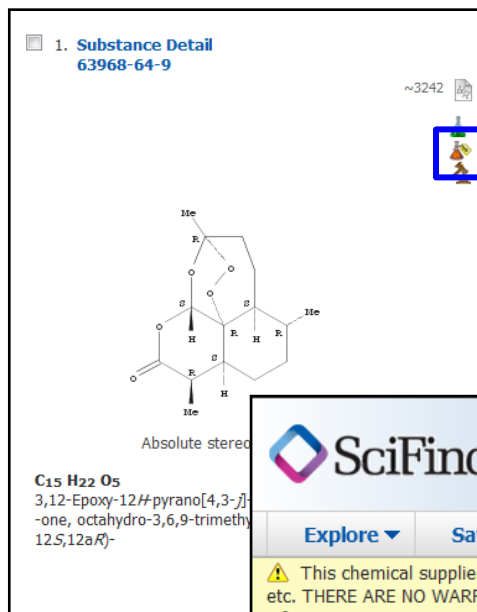 1. Substance Detail
63968-64-9
~3242
Me
R
O
O
O
S
S
Me
O
H
R
H
R
S
O
R
H
Me
Absolute stereo
C15 H22 O5
3,12-Epoxy-12H-pyrano[4,3-j]-
-one, octahydro-3,6,9-trimethy
12S,12aR)-
SciFin
Explore
Sa
This chemical supplie
etc. THERE ARE NO WARR